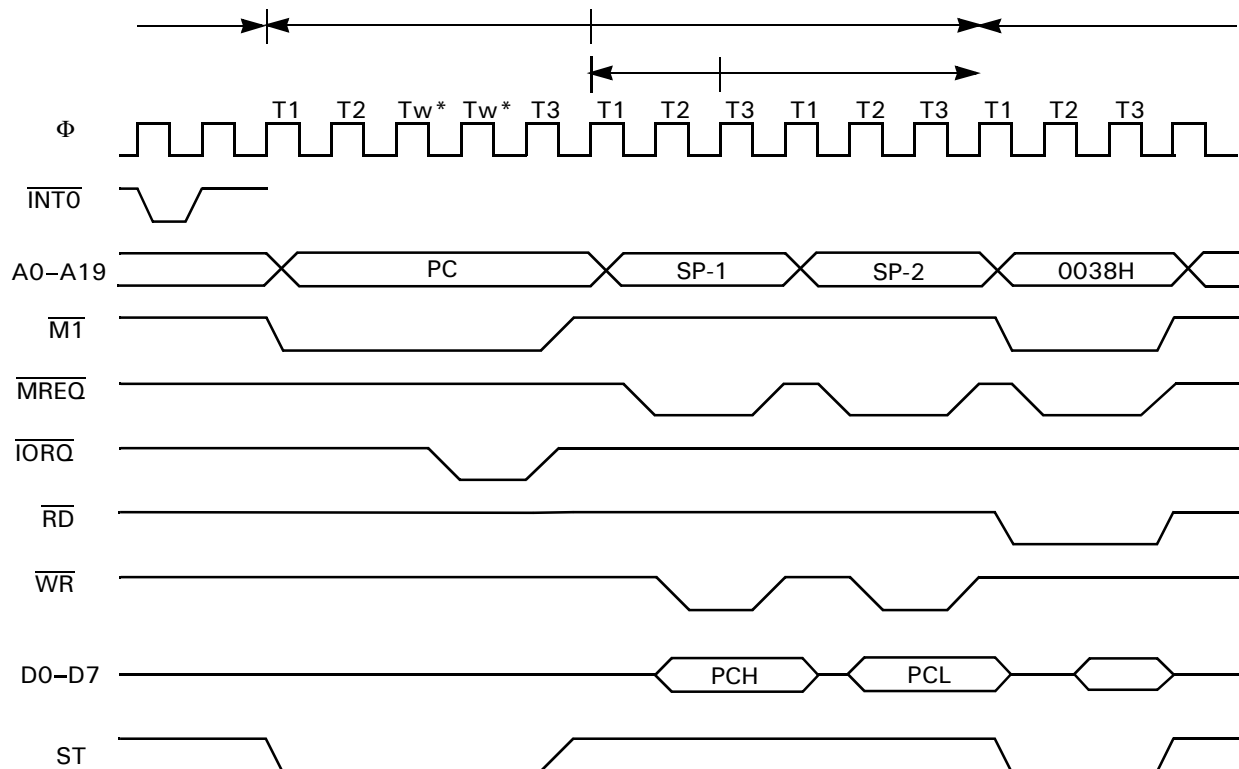 T1 T2 Tw* Tw* T3 T1 T2 T3 T1 T2 T3 T1 T2 T3
Φ
INT0
A0–A19 PC SP-1 SP-2 0038H
M1
MREQ
IORQ
RD
WR
D0–D7 PCH PCL
ST